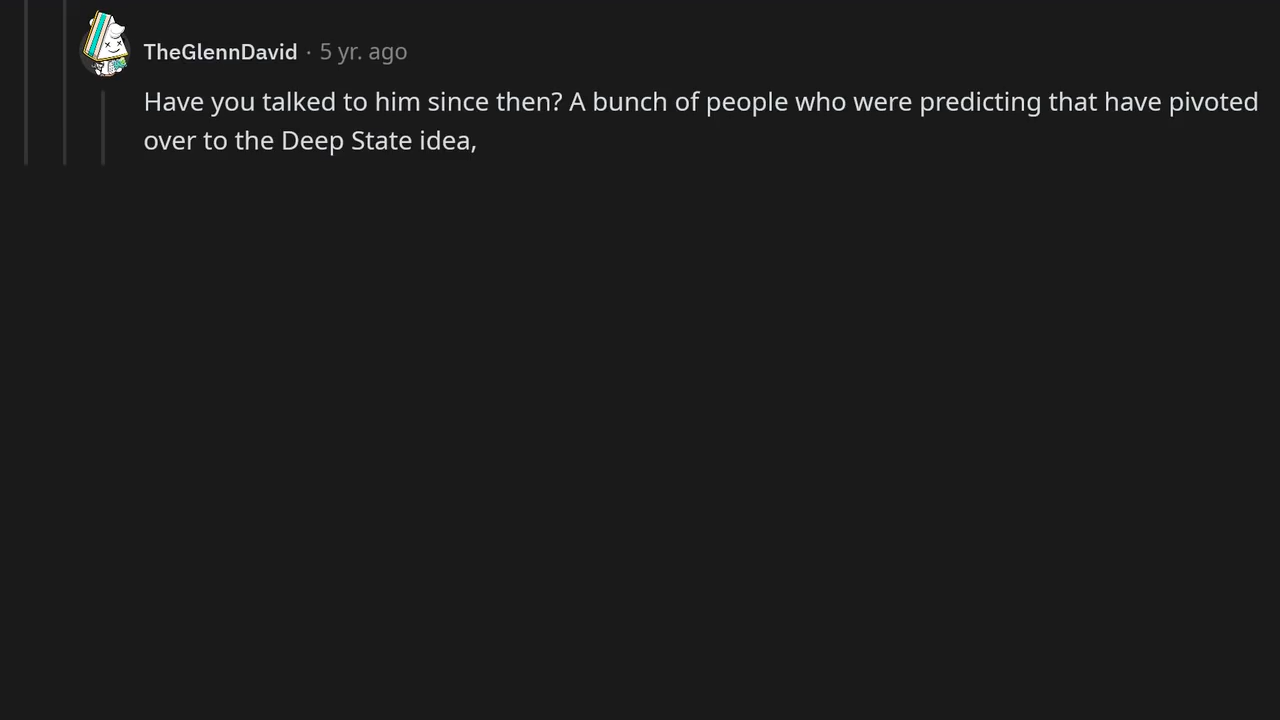 TheGlennDavid · 5 yr. ago
Have you talked to him since then? A bunch of people who were predicting that have pivoted
over to the Deep State idea,